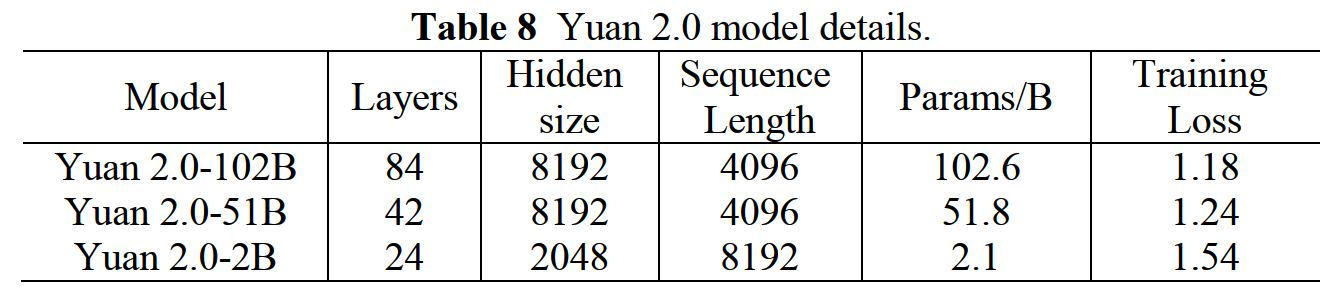 Table 8 Yuan 2.0 model details.
Model Layers Hidden size Sequence Length Params/B Training Loss
Yuan 2.0-102B 84 8192 4096 102.6 1.18
Yuan 2.0-51B 42 8192 4096 51.8 1.24
Yuan 2.0-2B 24 2048 8192 2.1 1.54